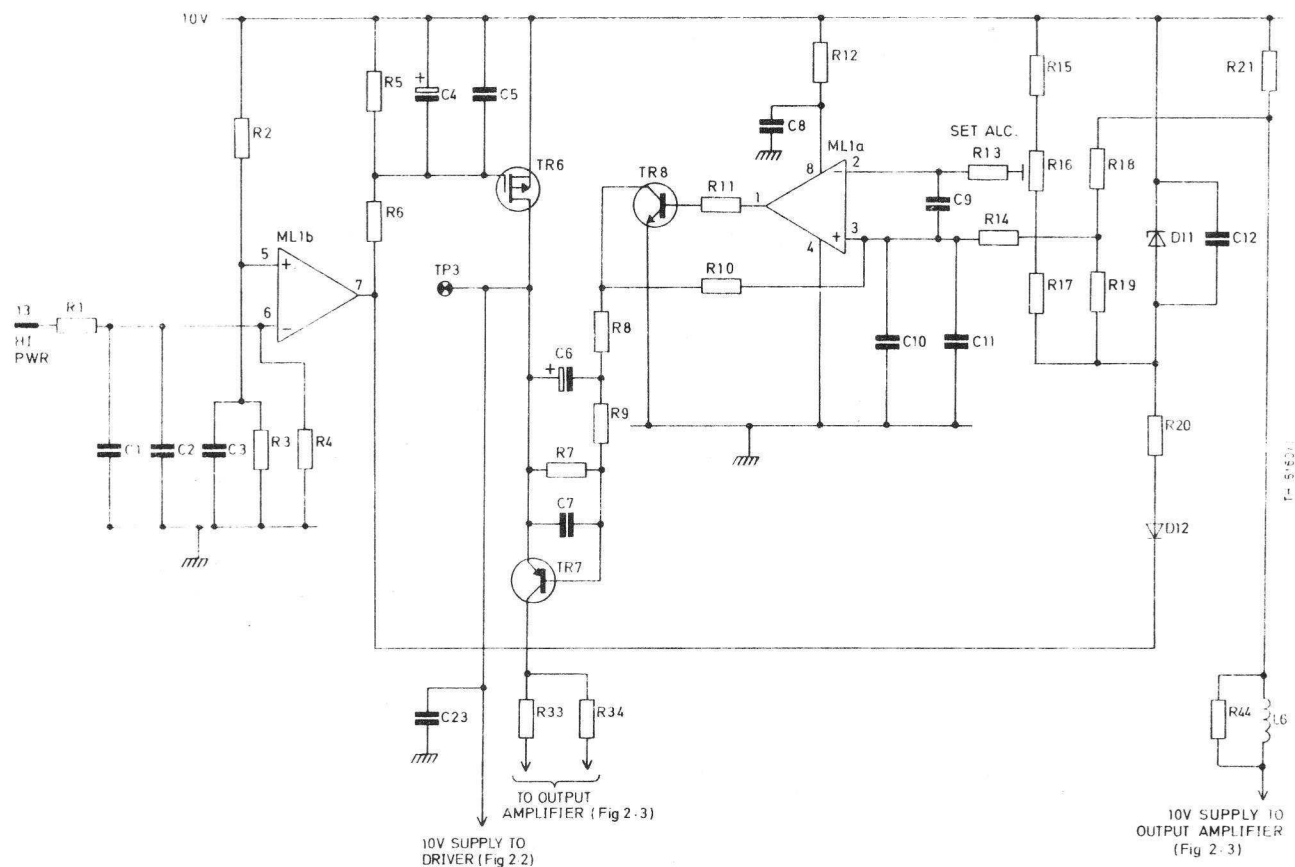 10V
R12
R15
R21
R5
C4
+
C5
R2
C8
SET ALC.
R13
R16
R18
TR6
TR8
R11
ML1a
8
2
−
1
C9
R6
ML1b
5
+
7
3
+
4
R14
D11
C12
TP3
R10
R17
R19
13
R1
HI
PWR
6
−
R8
C6
+
C10
C11
R9
R20
C1
C2
C3
R3
R4
R7
C7
D12
TR7
C23
R33
R34
R44
L6
TO OUTPUT
AMPLIFIER (Fig 2·3)
10V SUPPLY TO
DRIVER (Fig 2·2)
10V SUPPLY TO
OUTPUT AMPLIFIER
(Fig 2·3)